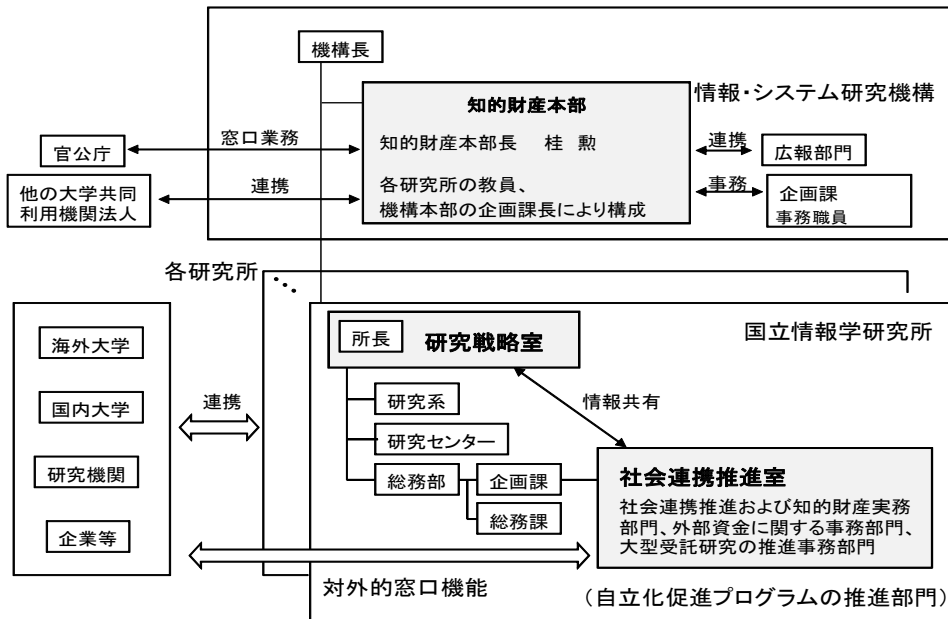 機構長
情報・システム研究機構
知的財産本部
知的財産本部長 桂 勲
各研究所の教員、
機構本部の企画課長により構成
官公庁
窓口業務
他の大学共同
利用機関法人
連携
連携
広報部門
事務
企画課
事務職員
各研究所
国立情報学研究所
海外大学
国内大学
研究機関
企業等
連携
所長
研究戦略室
研究系
研究センター
総務部
企画課
総務課
情報共有
社会連携推進室
社会連携推進および知的財産実務
部門、外部資金に関する事務部門、
大型受託研究の推進事務部門
対外的窓口機能
（自立化促進プログラムの推進部門）